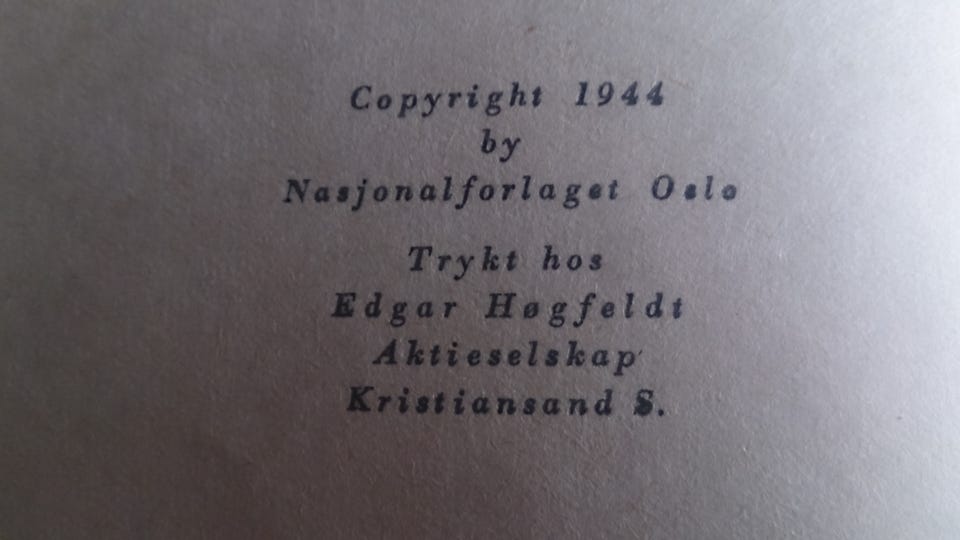 Copyright 1944
by
Nasjonalforlaget Oslo
Trykt hos
Edgar Høgfeldt
Aktieselskap
Kristiansand S.